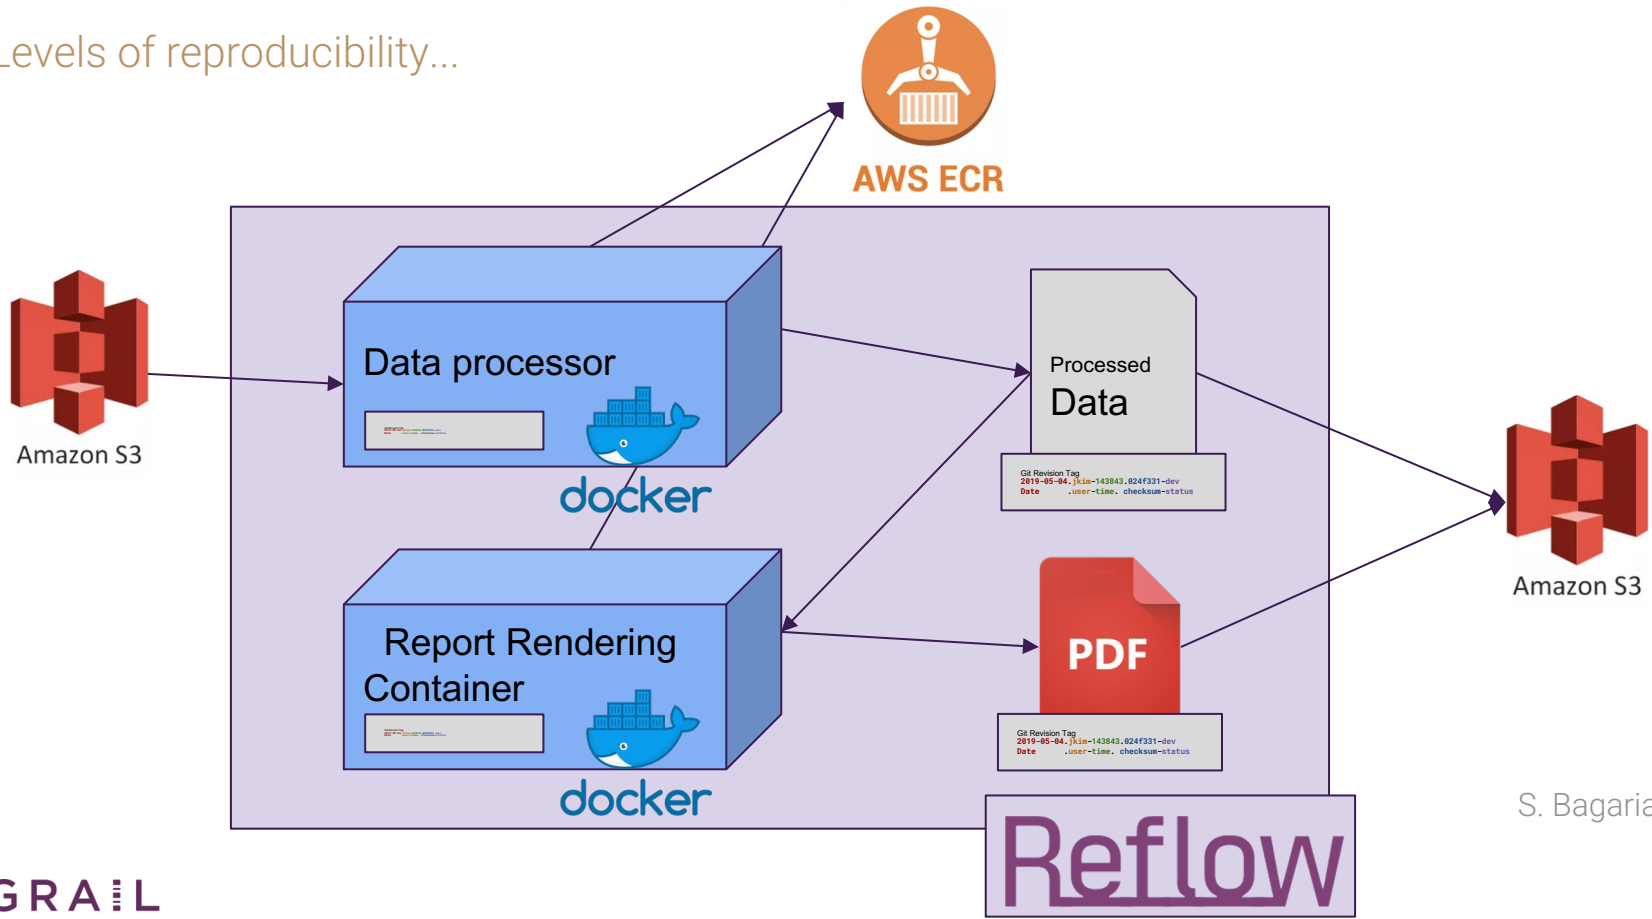 Levels of reproducibility...
AWS ECR
Data processor
docker
Amazon S3
Processed
Data
Git Revision Tag
2019-05-04.jkim-143843.024f331-dev
Date .user-time. checksum-status
Report Rendering
Container
docker
PDF
Git Revision Tag
2019-05-04.jkim-143843.024f331-dev
Date .user-time. checksum-status
Amazon S3
S. Bagaria
Reflow
GRAIL